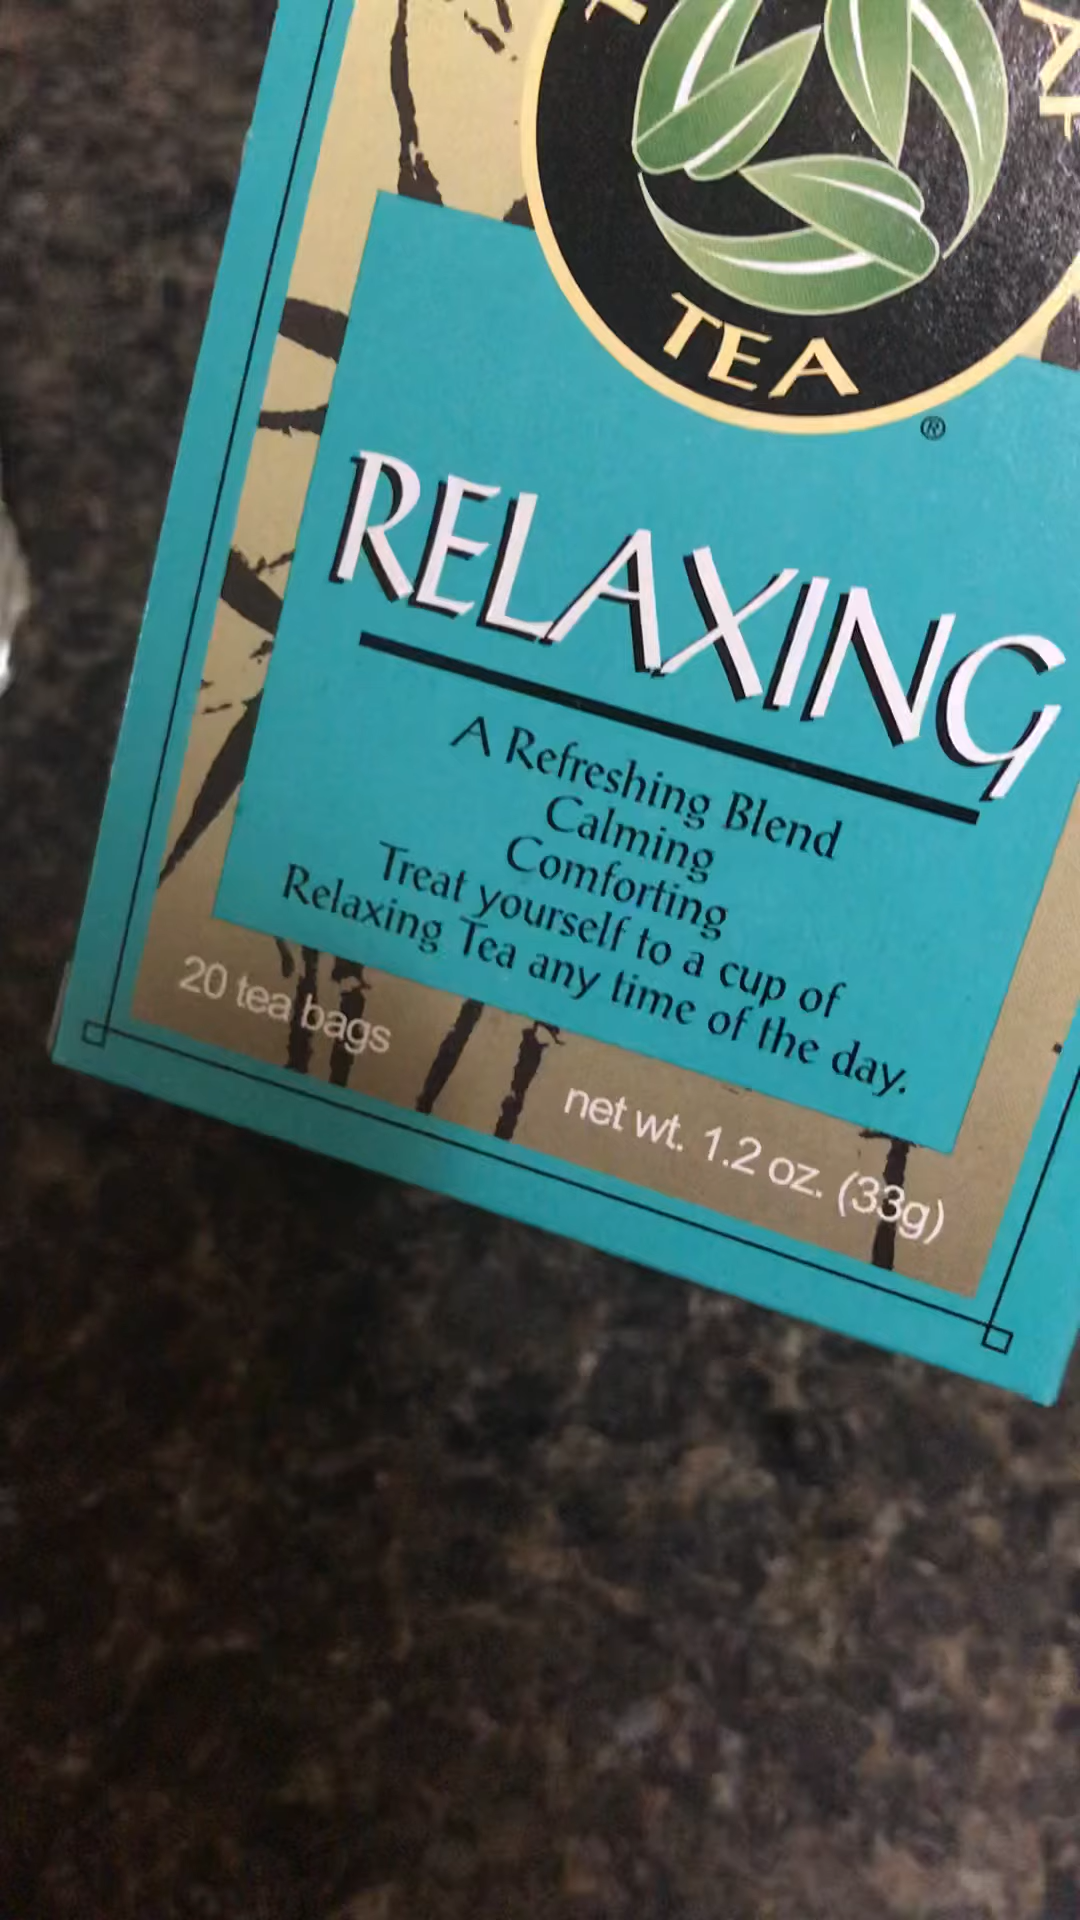 TEA
®
RELAXING
A Refreshing Blend
Calming
Comforting
Treat yourself to a cup of
Relaxing Tea any time of the day.
20 tea bags
net wt. 1.2 oz. (33g)